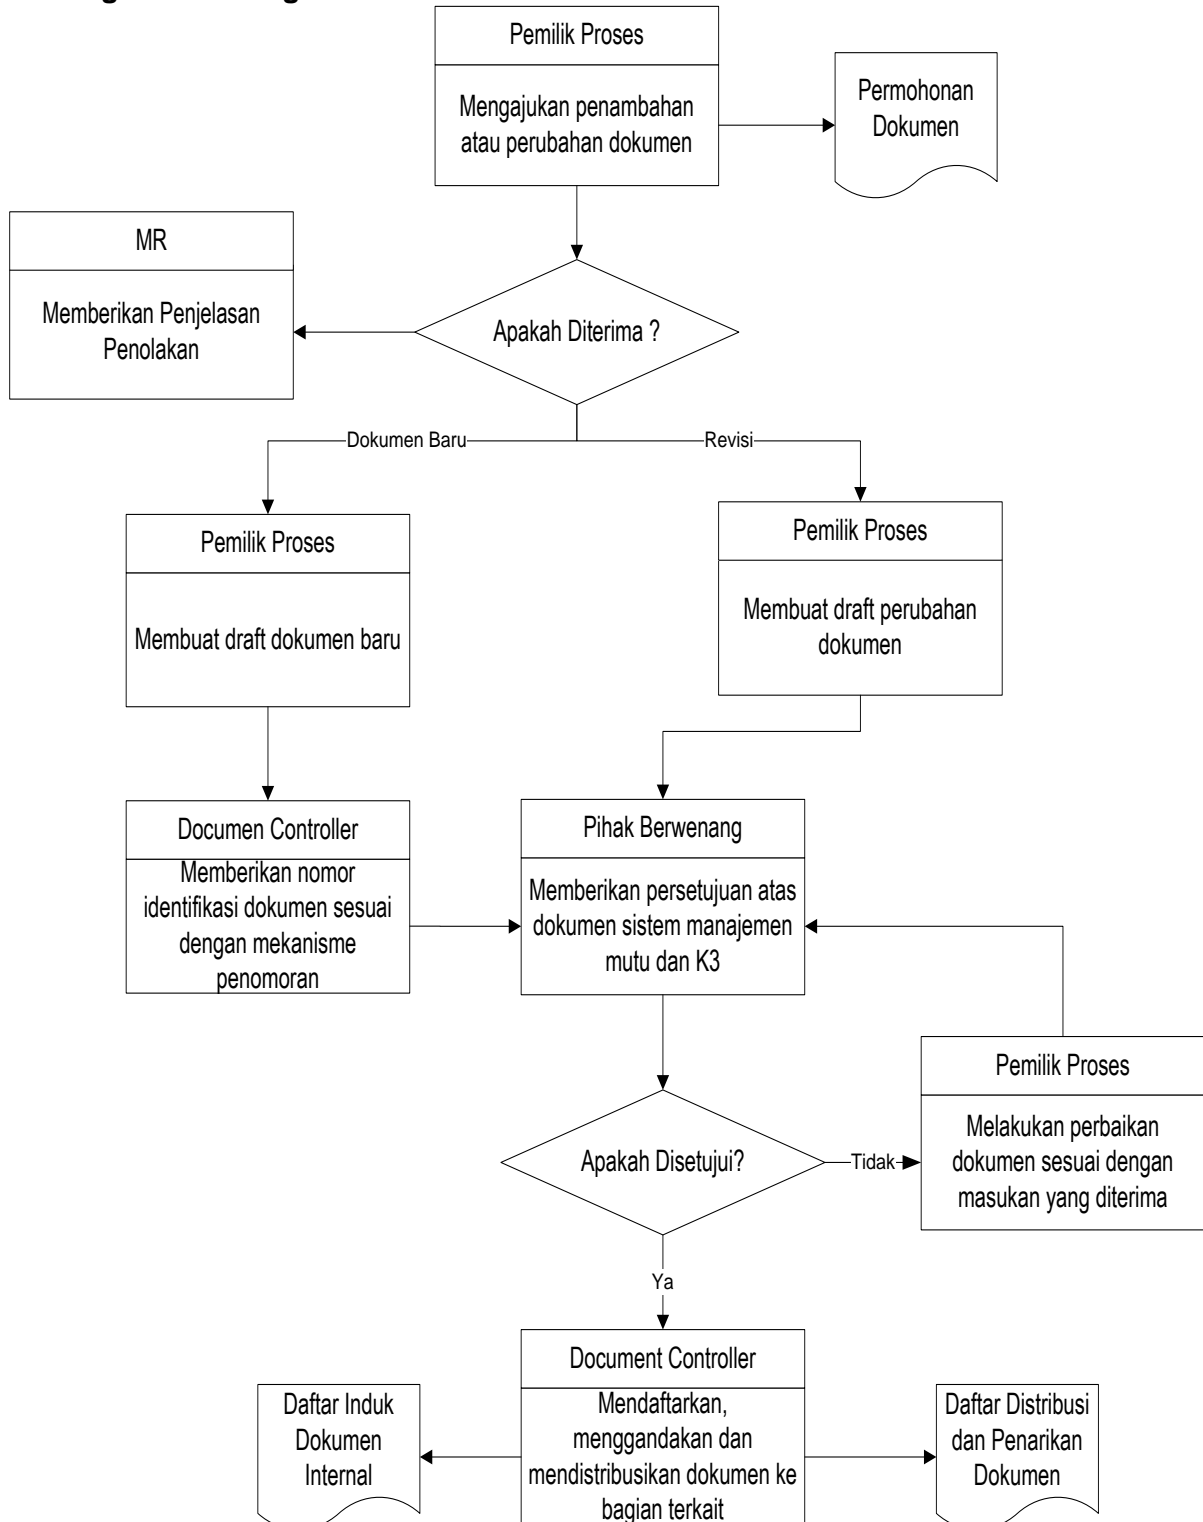 Pemilik Proses
Mengajukan penambahan
atau perubahan dokumen
Permohonan
Dokumen
MR
Memberikan Penjelasan
Penolakan
Apakah Diterima ?
Dokumen Baru
Revisi
Pemilik Proses
Membuat draft dokumen baru
Pemilik Proses
Membuat draft perubahan
dokumen
Documen Controller
Memberikan nomor
identifikasi dokumen sesuai
dengan mekanisme
penomoran
Pihak Berwenang
Memberikan persetujuan atas
dokumen sistem manajemen
mutu dan K3
Pemilik Proses
Melakukan perbaikan
dokumen sesuai dengan
masukan yang diterima
Apakah Disetujui?
Tidak
Ya
Document Controller
Mendaftarkan,
menggandakan dan
mendistribusikan dokumen ke
bagian terkait
Daftar Induk
Dokumen
Internal
Daftar Distribusi
dan Penarikan
Dokumen